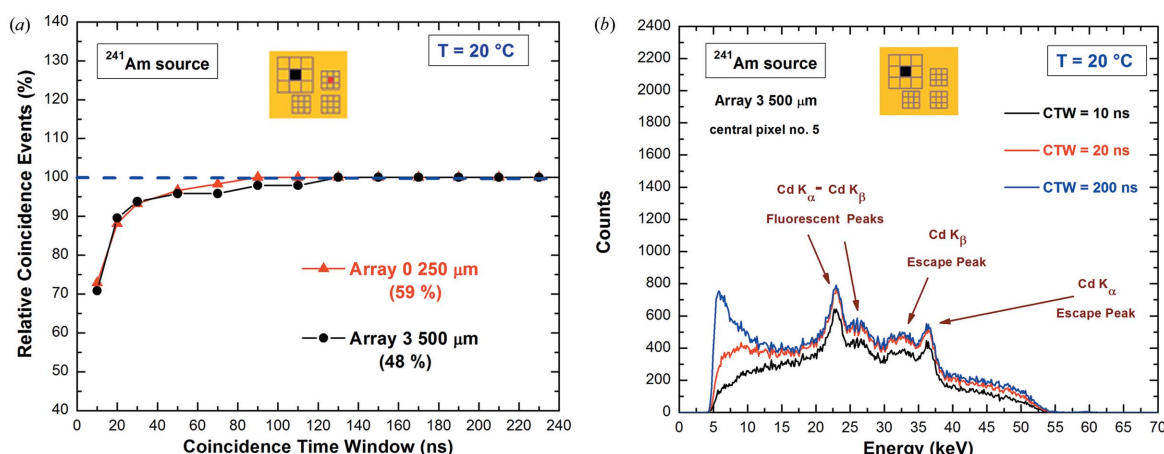 (a)
140
130
120
110
100
90
80
70
60
50
40
Relative Coincidence Events (%)
²⁴¹Am source
T = 20 °C
Array 0 250 µm
(59 %)
Array 3 500 µm
(48 %)
0 20 40 60 80 100 120 140 160 180 200 220 240
Coincidence Time Window (ns)
(b)
2400
2200
2000
1800
1600
1400
1200
1000
800
600
400
200
0
Counts
²⁴¹Am source
T = 20 °C
Array 3 500 µm
central pixel no. 5
CTW = 10 ns
CTW = 20 ns
CTW = 200 ns
Cd Kα- Cd Kβ
Fluorescent Peaks
Cd Kβ
Escape Peak
Cd Kα
Escape Peak
0 5 10 15 20 25 30 35 40 45 50 55 60 65 70
Energy (keV)